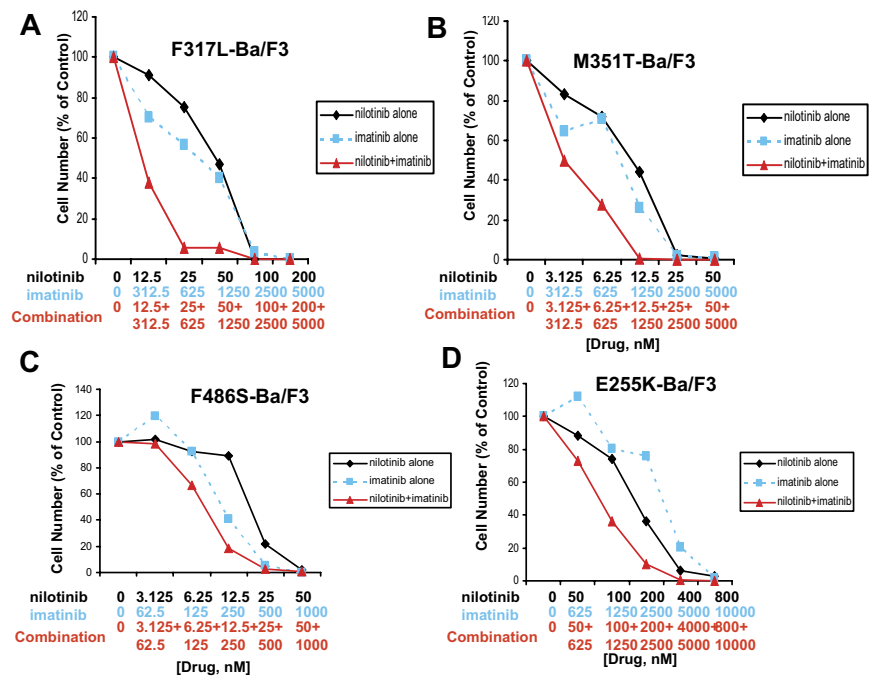 A
F317L-Ba/F3
Cell Number (% of Control)
120
100
80
60
40
20
0
nilotinib alone
imatinib alone
nilotinib+imatinib
nilotinib 0 12.5 25 50 100 200
imatinib 0 312.5 625 1250 2500 5000
Combination 0 12.5+ 25+ 50+ 100+ 200+
312.5 625 1250 2500 5000
B
M351T-Ba/F3
Cell Number (% of Control)
120
100
80
60
40
20
0
nilotinib alone
imatinib alone
nilotinib+imatinib
nilotinib 0 3.125 6.25 12.5 25 50
imatinib 0 312.5 625 1250 2500 5000
Combination 0 3.125+ 6.25+ 12.5+ 25+ 50+
312.5 625 1250 2500 5000
[Drug, nM]
C
F486S-Ba/F3
Cell Number (% of Control)
140
120
100
80
60
40
20
0
nilotinib alone
imatinib alone
nilotinib+imatinib
nilotinib 0 3.125 6.25 12.5 25 50
imatinib 0 62.5 125 250 500 1000
Combination 0 3.125+ 6.25+ 12.5+ 25+ 50+
62.5 125 250 500 1000
[Drug, nM]
D
E255K-Ba/F3
Cell Number (% of Control)
120
100
80
60
40
20
0
nilotinib alone
imatinib alone
nilotinib+imatinib
nilotinib 0 50 100 200 400 800
imatinib 0 625 1250 2500 5000 10000
Combination 0 50+ 100+ 200+ 4000+ 800+
625 1250 2500 5000 10000
[Drug, nM]